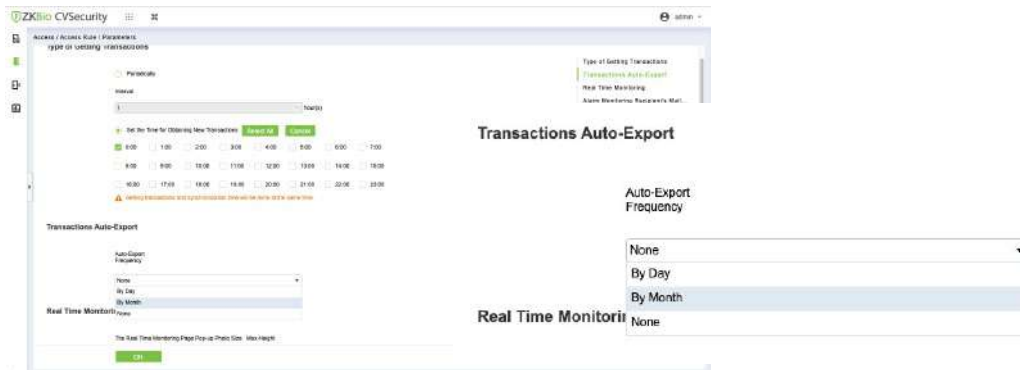 ZKBio CVSecurity
admin
Access / Access Rule / Parameters
Type of Getting Transactions
Periodically
Interval
1
hour(s)
Set the Time for Obtaining New Transactions Select All Cancel
0:00 1:00 2:00 3:00 4:00 5:00 6:00 7:00
8:00 9:00 10:00 11:00 12:00 13:00 14:00 15:00
16:00 17:00 18:00 19:00 20:00 21:00 22:00 23:00
Transactions Auto-Export
Auto-Export
Frequency
None
By Day
By Month
None
Real Time Monitorin
The Real Time Monitoring Page Pop-up Photo Size Max Height
OK
Type of Getting Transactions
Transactions Auto-Export
Real Time Monitoring
Alarm Monitoring Recipient's Mail...
Transactions Auto-Export
Auto-Export
Frequency
None
By Day
By Month
None
Real Time Monitorin